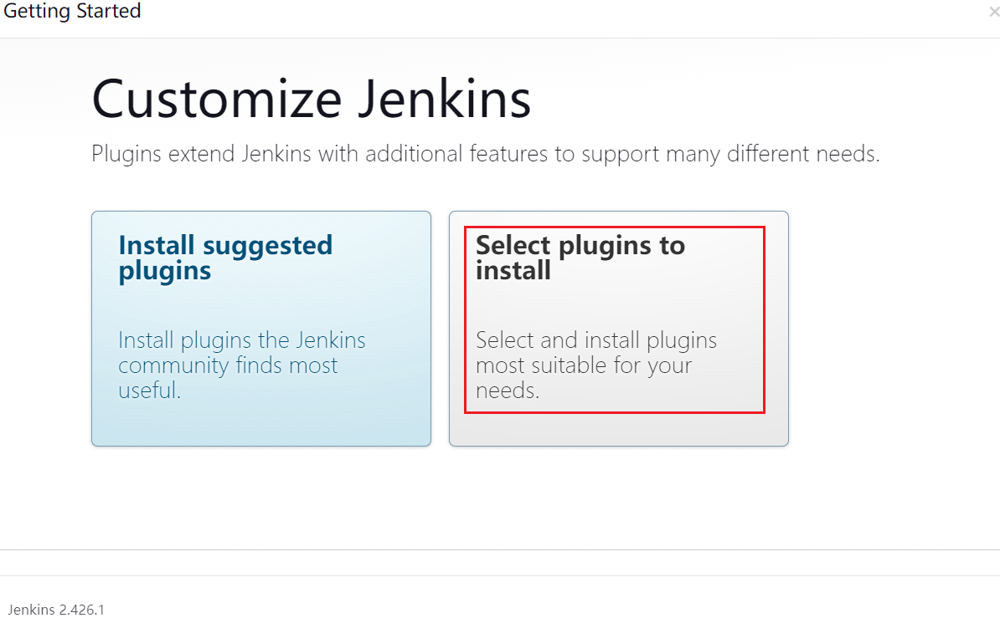 Getting Started
Customize Jenkins
Plugins extend Jenkins with additional features to support many different needs.
Install suggested
plugins
Install plugins the Jenkins
community finds most
useful.
Select plugins to
install
Select and install plugins
most suitable for your
needs.
Jenkins 2.426.1